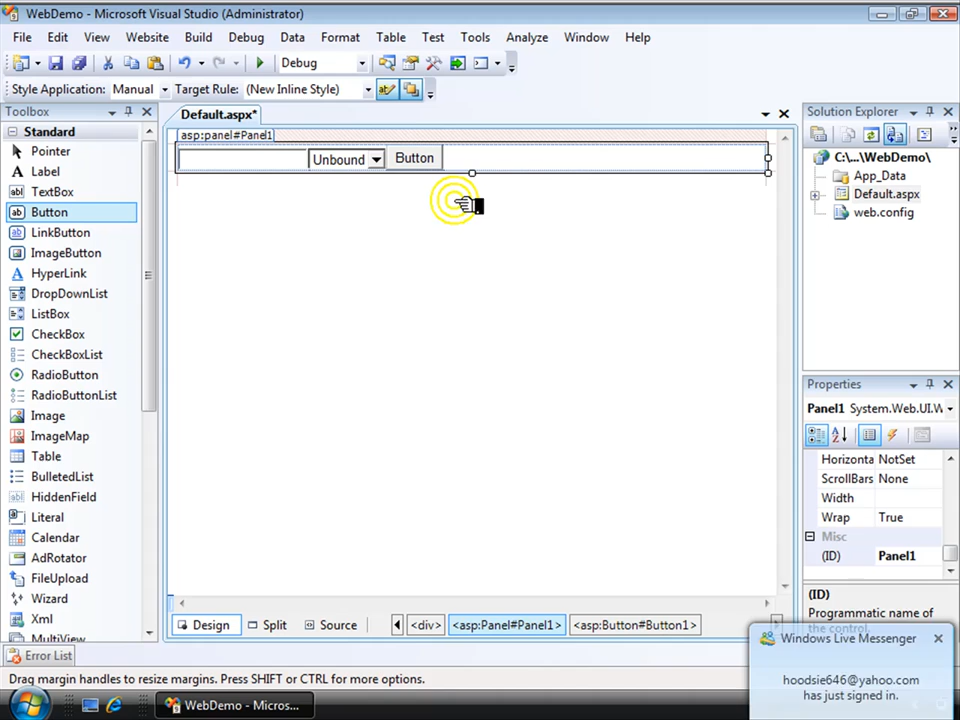 WebDemo - Microsoft Visual Studio (Administrator)
File Edit View Website Build Debug Data Format Table Test Tools Analyze Window Help
Debug
Style Application: Manual Target Rule: (New Inline Style)
Toolbox
Standard
Pointer
Label
TextBox
Button
LinkButton
ImageButton
HyperLink
DropDownList
ListBox
CheckBox
CheckBoxList
RadioButton
RadioButtonList
Image
ImageMap
Table
BulletedList
HiddenField
Literal
Calendar
AdRotator
FileUpload
Wizard
Xml
MultiView
Default.aspx*
asp:panel#Panel1
Unbound Button
Design Split Source <div> <asp:Panel#Panel1> <asp:Button#Button1>
Solution Explorer
C:\...\WebDemo\
App_Data
Default.aspx
web.config
Properties
Panel1 System.Web.UI.W
Horizonta NotSet
ScrollBars None
Width
Wrap True
Misc
(ID) Panel1
(ID)
Programmatic name of
the control.
Windows Live Messenger
hoodsie646@yahoo.com
has just signed in.
Error List
Drag margin handles to resize margins. Press SHIFT or CTRL for more options.
WebDemo - Micros...